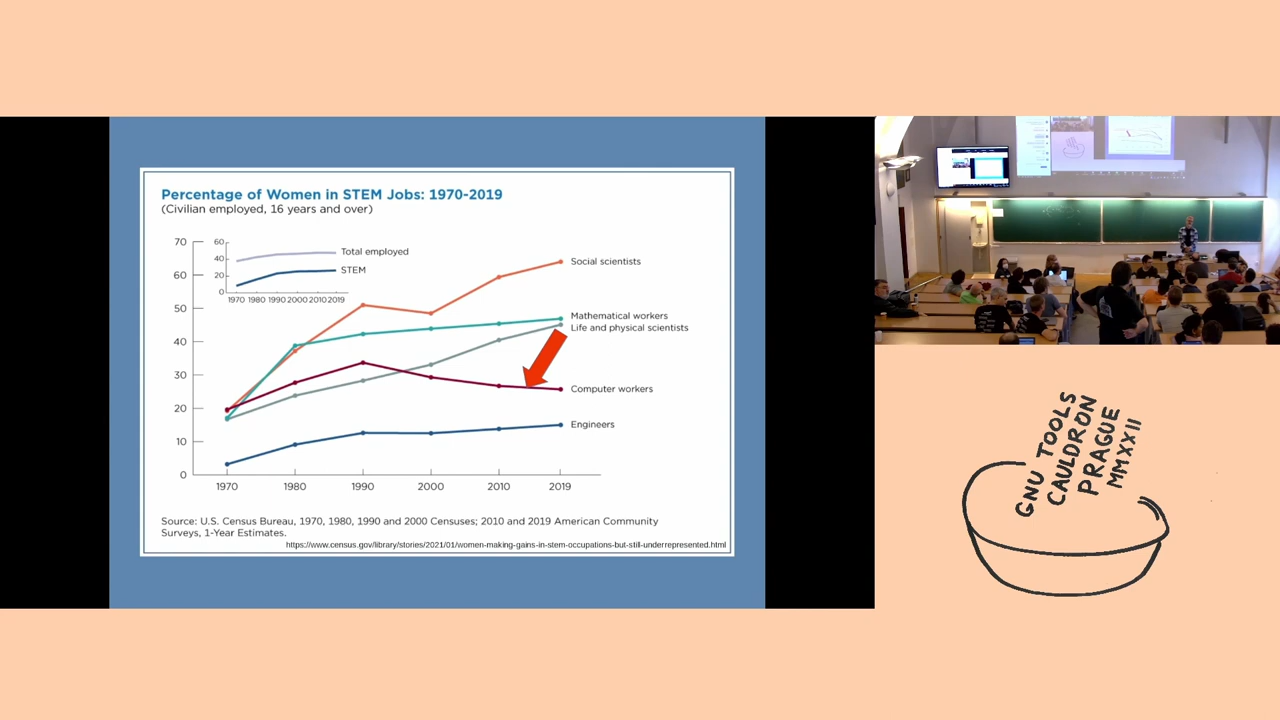 Percentage of Women in STEM Jobs: 1970-2019
(Civilian employed, 16 years and over)
70
60
50
40
30
20
10
0
60
40
20
0
1970 1980 1990 2000 2010 2019
Total employed
STEM
Social scientists
Mathematical workers
Life and physical scientists
Computer workers
Engineers
1970 1980 1990 2000 2010 2019
Source: U.S. Census Bureau, 1970, 1980, 1990 and 2000 Censuses; 2010 and 2019 American Community
Surveys, 1-Year Estimates.
https://www.census.gov/library/stories/2021/01/women-making-gains-in-stem-occupations-but-still-underrepresented.html
GNU TOOLS
CAULDRON
PRAGUE
MMXXII